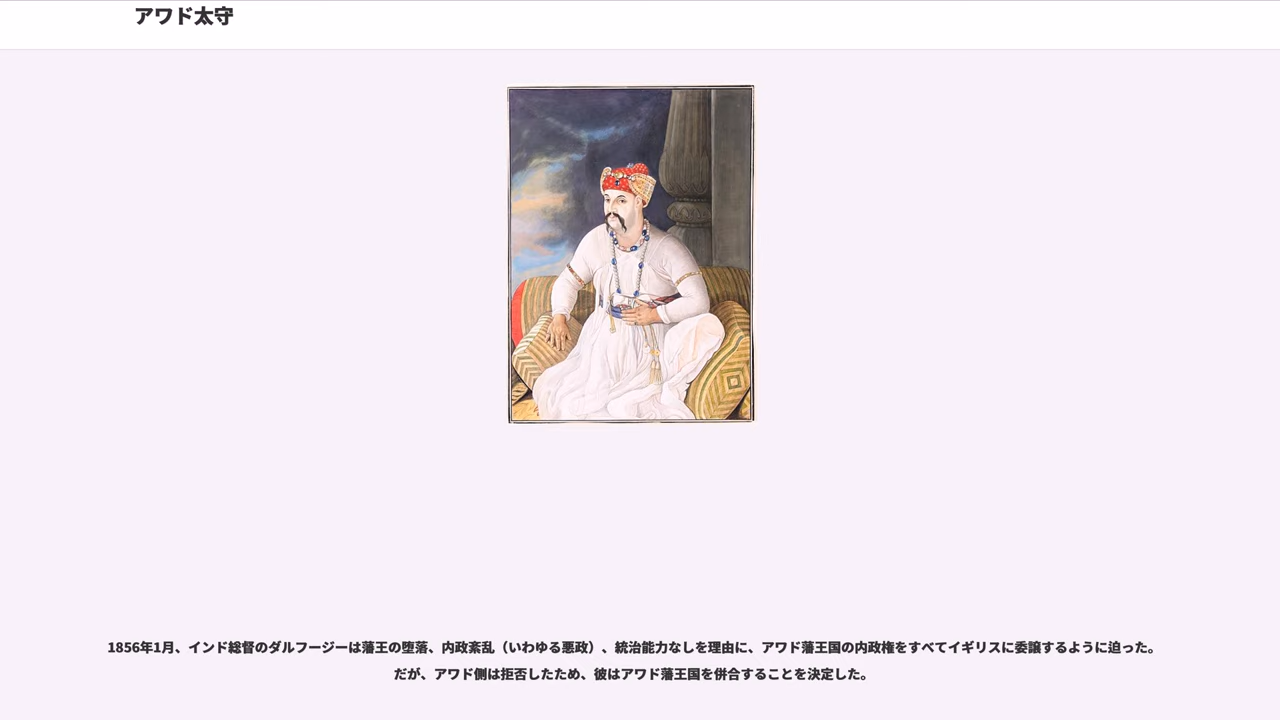 アワド太守
1856年1月、インド総督のダルフージーは藩王の堕落、内政紊乱（いわゆる悪政）、統治能力なしを理由に、アワド藩王国の内政権をすべてイギリスに委譲するように迫った。
だが、アワド側は拒否したため、彼はアワド藩王国を併合することを決定した。